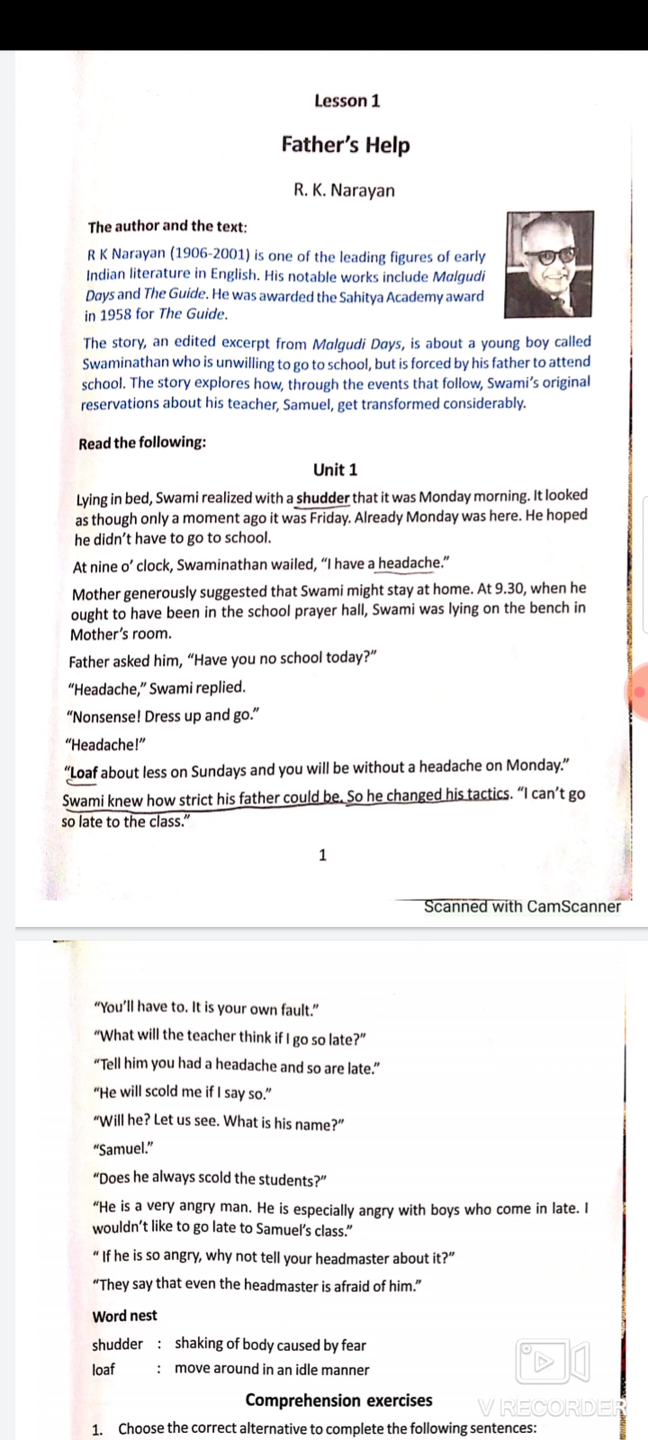 Lesson 1
Father's Help
R. K. Narayan
The author and the text:
R K Narayan (1906-2001) is one of the leading figures of early
Indian literature in English. His notable works include Malgudi
Days and The Guide. He was awarded the Sahitya Academy award
in 1958 for The Guide.
The story, an edited excerpt from Malgudi Days, is about a young boy called
Swaminathan who is unwilling to go to school, but is forced by his father to attend
school. The story explores how, through the events that follow, Swami's original
reservations about his teacher, Samuel, get transformed considerably.
Read the following:
Unit 1
Lying in bed, Swami realized with a shudder that it was Monday morning. It looked
as though only a moment ago it was Friday. Already Monday was here. He hoped
he didn't have to go to school.
At nine o' clock, Swaminathan wailed, "I have a headache."
Mother generously suggested that Swami might stay at home. At 9.30, when he
ought to have been in the school prayer hall, Swami was lying on the bench in
Mother's room.
Father asked him, "Have you no school today?"
"Headache," Swami replied.
"Nonsense! Dress up and go."
"Headache!"
"Loaf about less on Sundays and you will be without a headache on Monday."
Swami knew how strict his father could be. So he changed his tactics. "I can't go
so late to the class."
1
Scanned with CamScanner
"You'll have to. It is your own fault."
"What will the teacher think if I go so late?"
"Tell him you had a headache and so are late."
"He will scold me if I say so."
"Will he? Let us see. What is his name?"
"Samuel."
"Does he always scold the students?"
"He is a very angry man. He is especially angry with boys who come in late. I
wouldn't like to go late to Samuel's class."
" If he is so angry, why not tell your headmaster about it?"
"They say that even the headmaster is afraid of him."
Word nest
shudder : shaking of body caused by fear
loaf : move around in an idle manner
Comprehension exercises
V RECORDER
1. Choose the correct alternative to complete the following sentences: